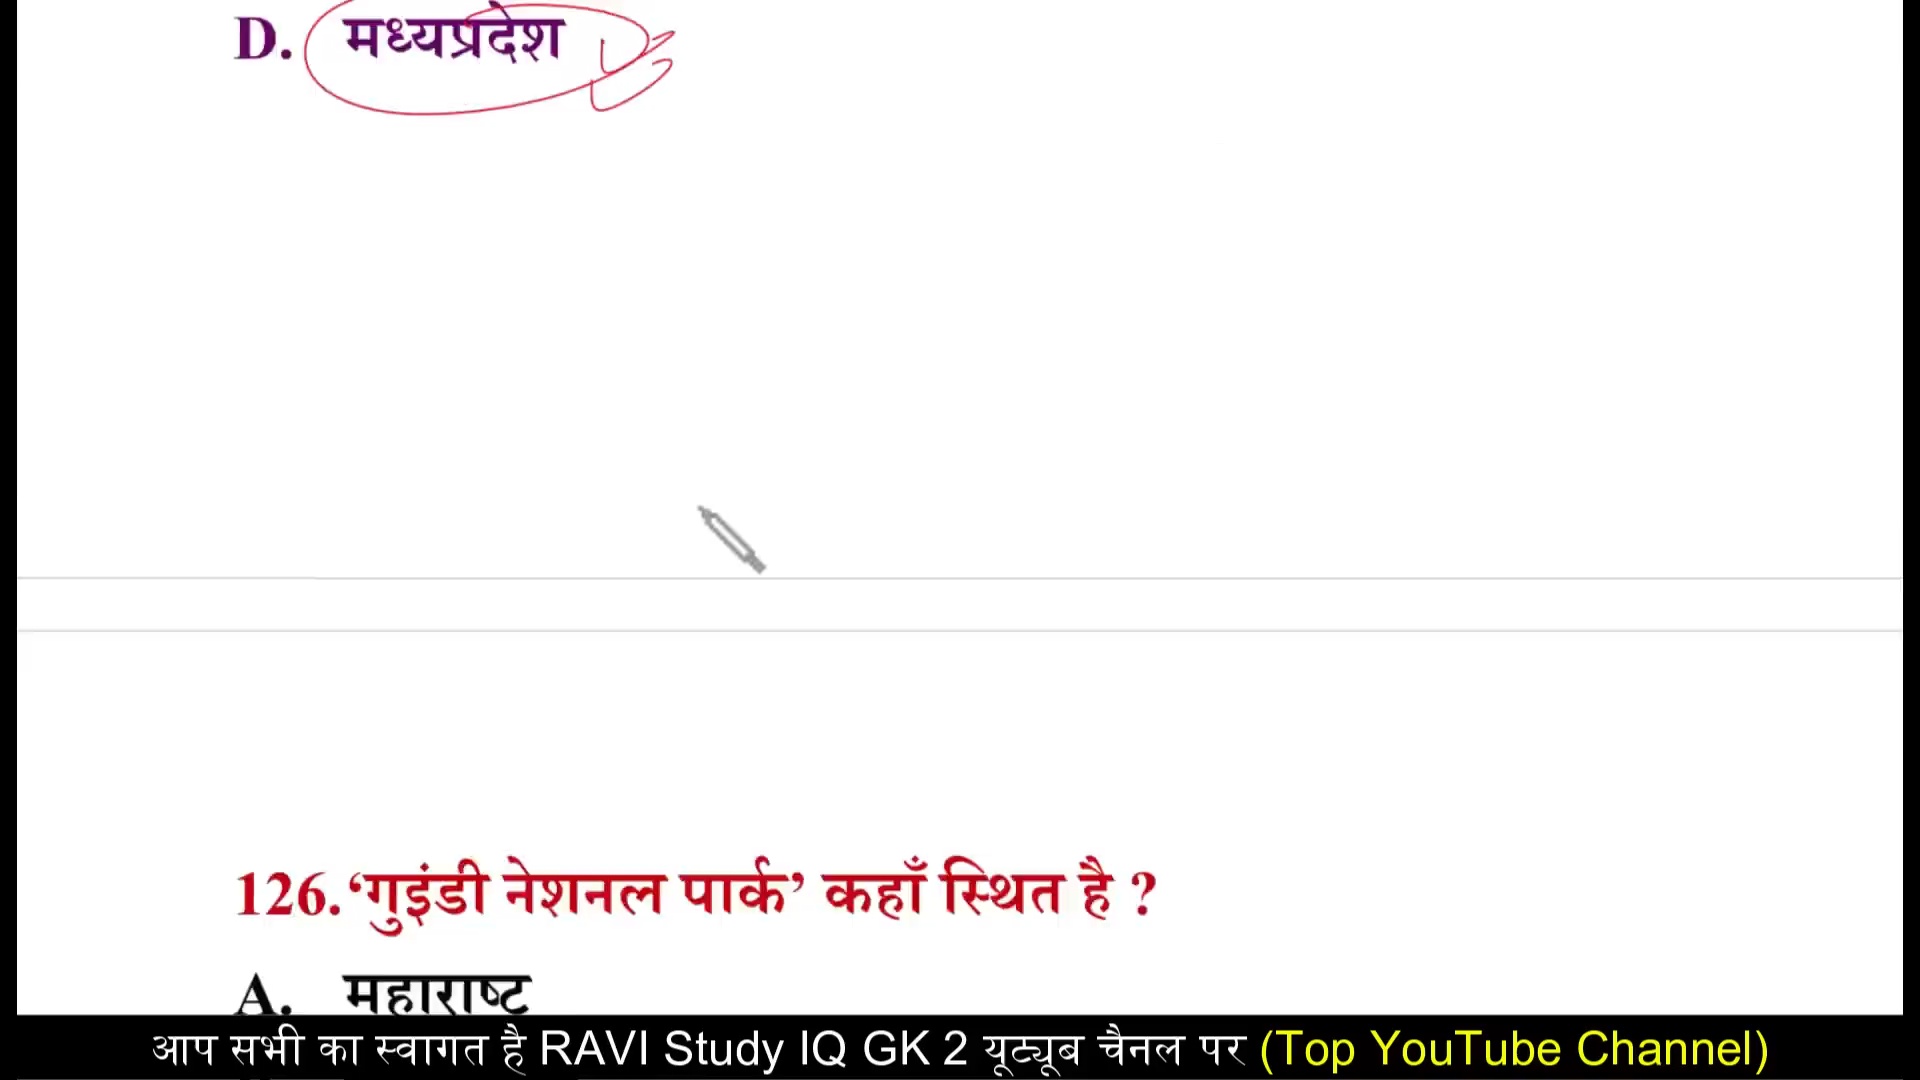 D. मध्यप्रदेश
126.‘गुइंडी नेशनल पार्क’ कहाँ स्थित है ?
A. महाराष्ट
आप सभी का स्वागत है RAVI Study IQ GK 2 यूट्यूब चैनल पर (Top YouTube Channel)